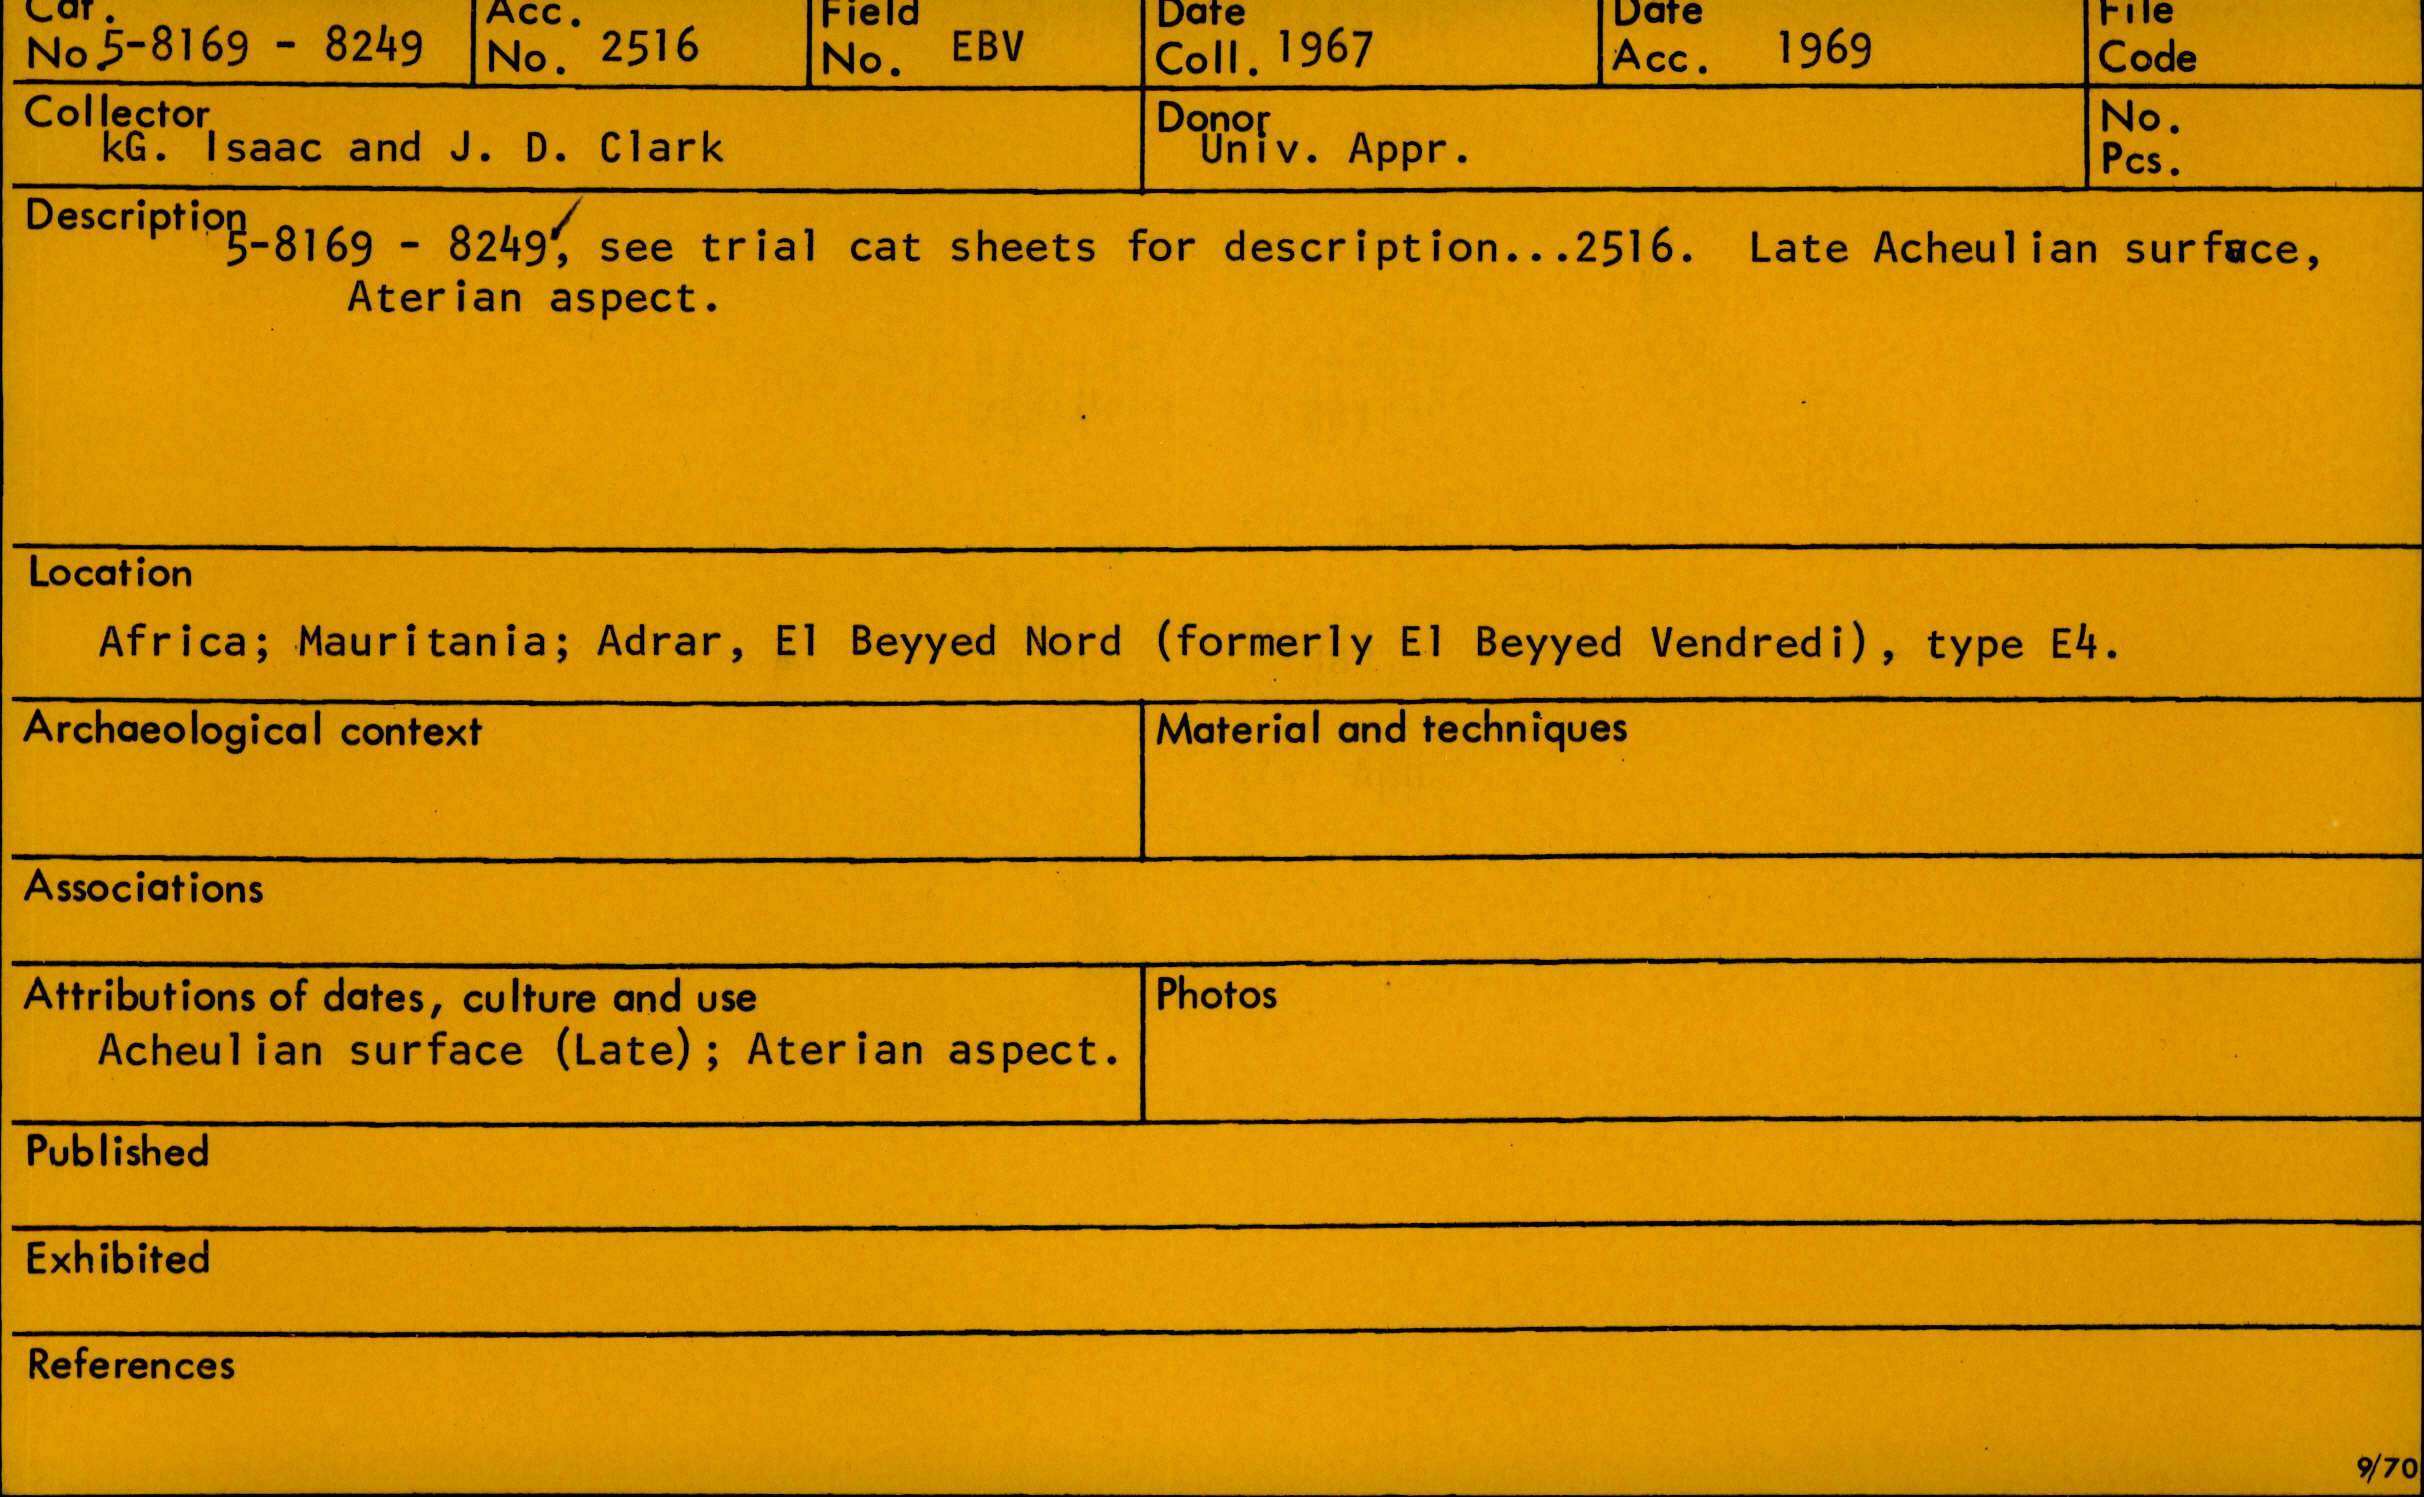 Cat. Acc. Field Date Date File
No. 5-8169 - 8249 No. 2516 No. EBV Coll. 1967 Acc. 1969 Code
Collector Donor No.
kG. Isaac and J. D. Clark Univ. Appr. Pcs.
Description
5-8169 - 8249, see trial cat sheets for description...2516. Late Acheulian surface,
Aterian aspect.
Location
Africa; Mauritania; Adrar, El Beyyed Nord (formerly El Beyyed Vendredi), type E4.
Archaeological context Material and techniques
Associations
Attributions of dates, culture and use Photos
Acheulian surface (Late); Aterian aspect.
Published
Exhibited
References
9/70